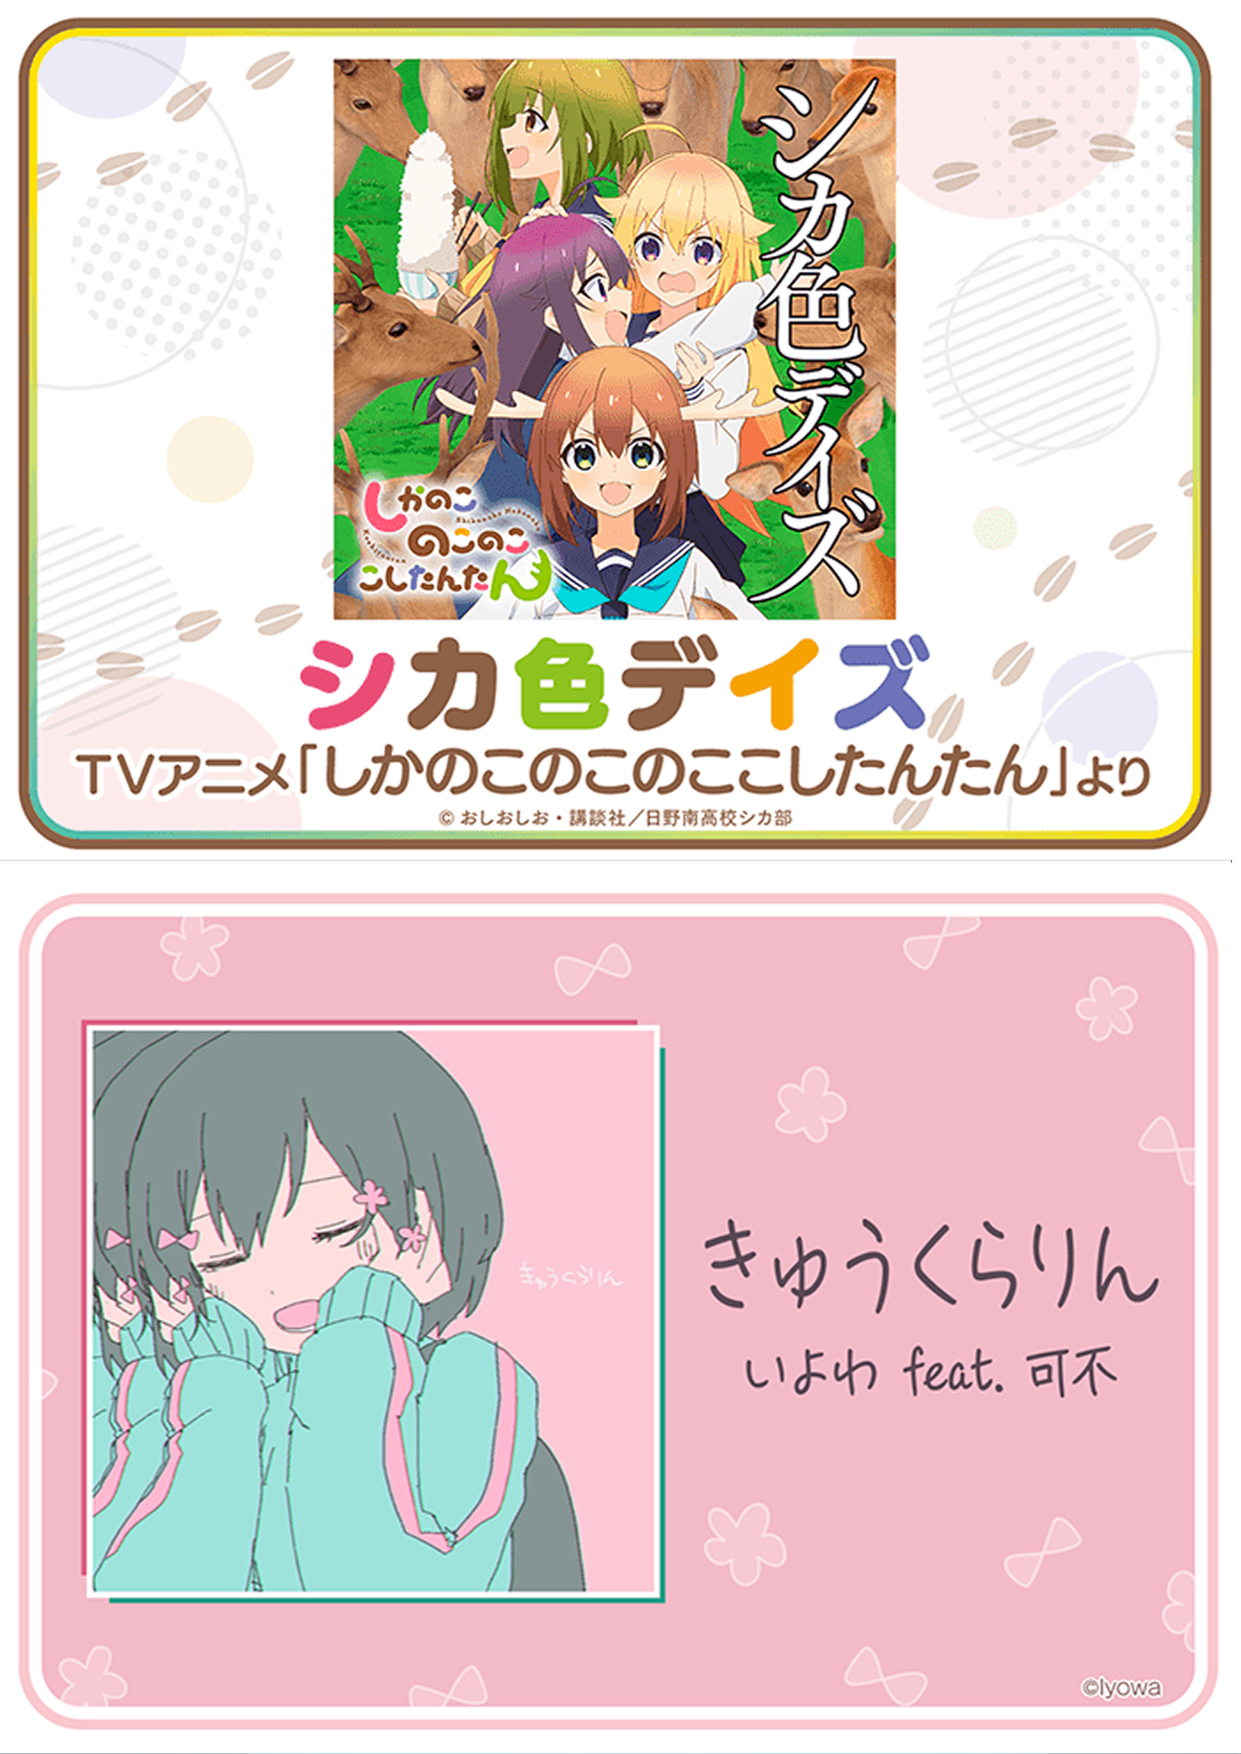 シカ色デイズ
しかのこ
Shikanoko Nokonoko
のこのこ
Koshitantan
こしたんたん
シカ色デイズ
TVアニメ「しかのこのこのここしたんたん」より
© おしおしお・講談社／日野南高校シカ部
きゅうくらりん
きゅうくらりん
いよわ feat. 可不
©Iyowa